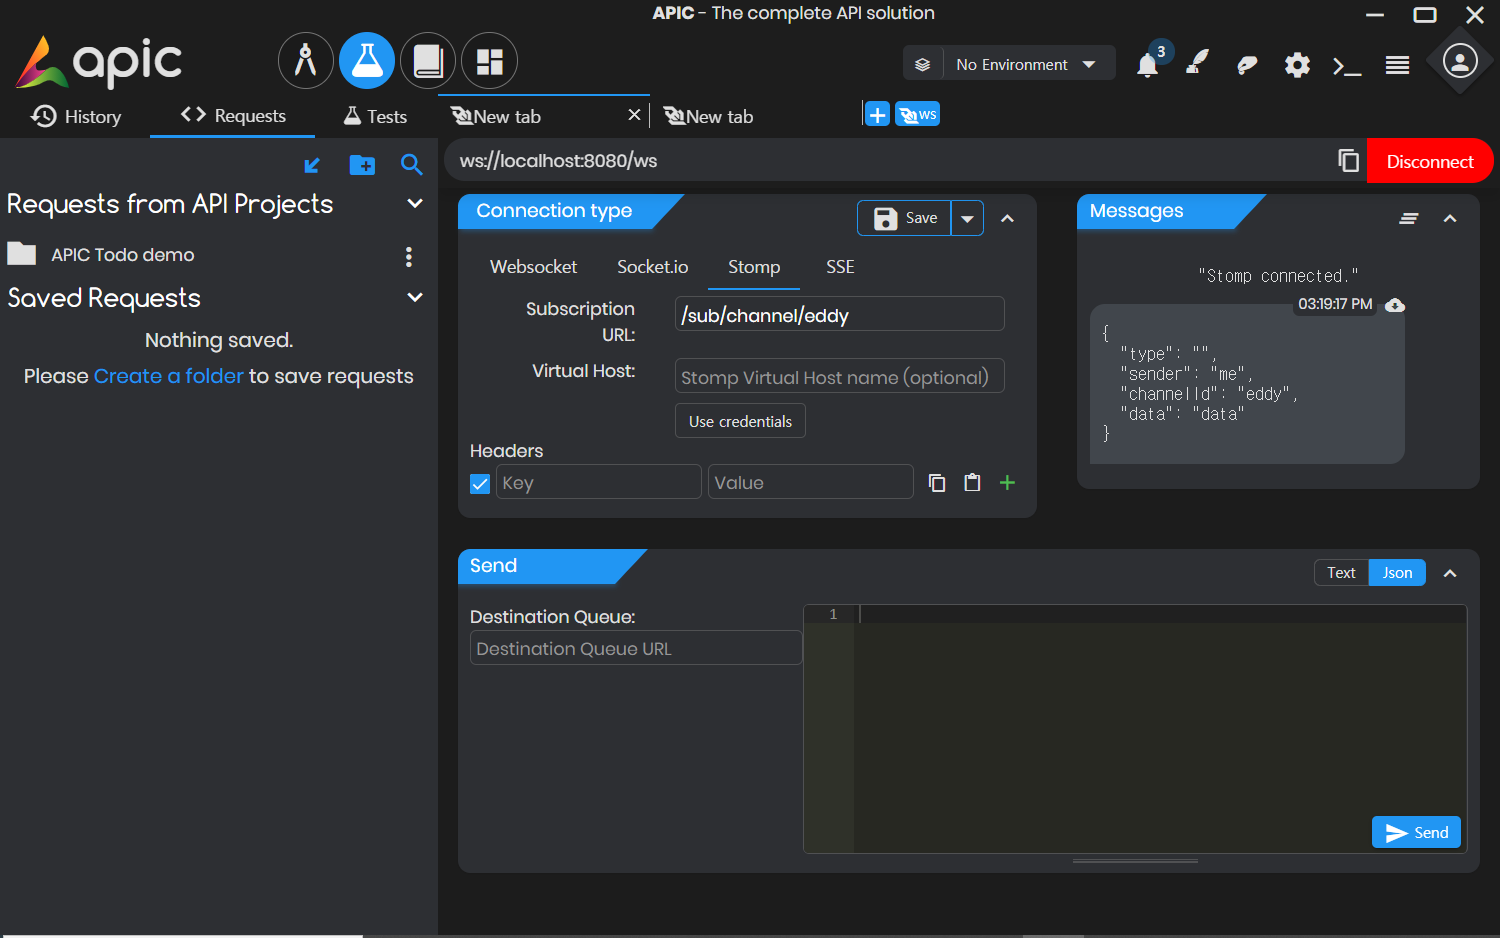 APIC - The complete API solution
apic
No Environment
3
History
Requests
Tests
New tab
New tab
ws
ws://localhost:8080/ws
Disconnect
Requests from API Projects
APIC Todo demo
Saved Requests
Nothing saved.
Please Create a folder to save requests
Connection type
Save
Websocket
Socket.io
Stomp
SSE
Subscription
URL:
/sub/channel/eddy
Virtual Host:
Stomp Virtual Host name (optional)
Use credentials
Headers
Key
Value
Messages
"Stomp connected."
03:19:17 PM
{
"type": "",
"sender": "me",
"channelId": "eddy",
"data": "data"
}
Send
Text
Json
Destination Queue:
Destination Queue URL
1
Send